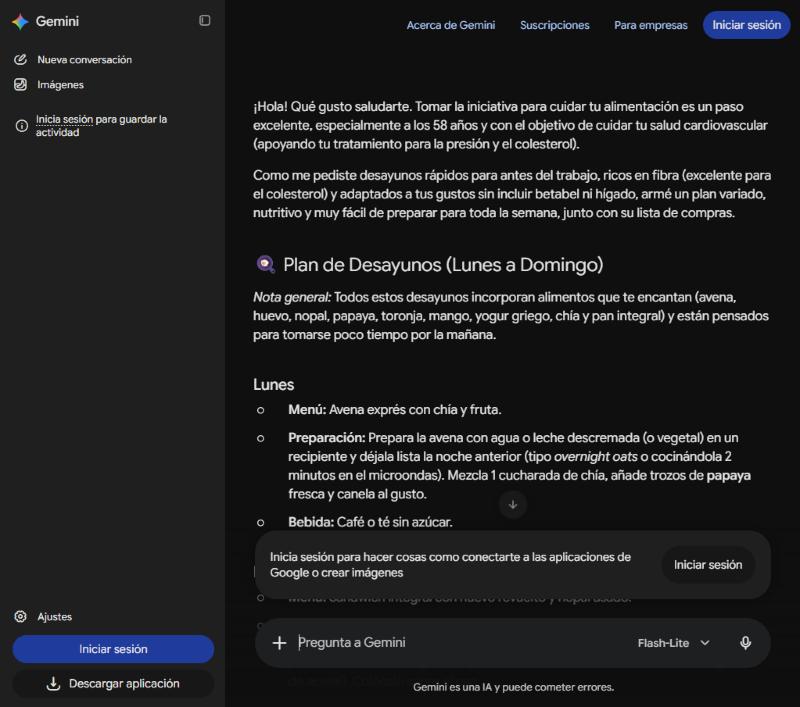 Gemini
Acerca de Gemini
Suscripciones
Para empresas
Iniciar sesión
Nueva conversación
Imágenes
Inicia sesión para guardar la
actividad
¡Hola! Qué gusto saludarte. Tomar la iniciativa para cuidar tu alimentación es un paso
excelente, especialmente a los 58 años y con el objetivo de cuidar tu salud cardiovascular
(apoyando tu tratamiento para la presión y el colesterol).
Como me pediste desayunos rápidos para antes del trabajo, ricos en fibra (excelente para
el colesterol) y adaptados a tus gustos sin incluir betabel ni hígado, armé un plan variado,
nutritivo y muy fácil de preparar para toda la semana, junto con su lista de compras.
Plan de Desayunos (Lunes a Domingo)
Nota general: Todos estos desayunos incorporan alimentos que te encantan (avena,
huevo, nopal, papaya, toronja, mango, yogur griego, chía y pan integral) y están pensados
para tomarse poco tiempo por la mañana.
Lunes
Menú: Avena exprés con chía y fruta.
Preparación: Prepara la avena con agua o leche descremada (o vegetal) en un
recipiente y déjala lista la noche anterior (tipo overnight oats o cocinándola 2
minutos en el microondas). Mezcla 1 cucharada de chía, añade trozos de papaya
fresca y canela al gusto.
Bebida: Café o té sin azúcar.
Inicia sesión para hacer cosas como conectarte a las aplicaciones de
Google o crear imágenes
Iniciar sesión
Menú: Sándwich integral con huevo revuelto y nopal asado.
Pregunta a Gemini
Flash-Lite
Gemini es una IA y puede cometer errores.
Ajustes
Iniciar sesión
Descargar aplicación